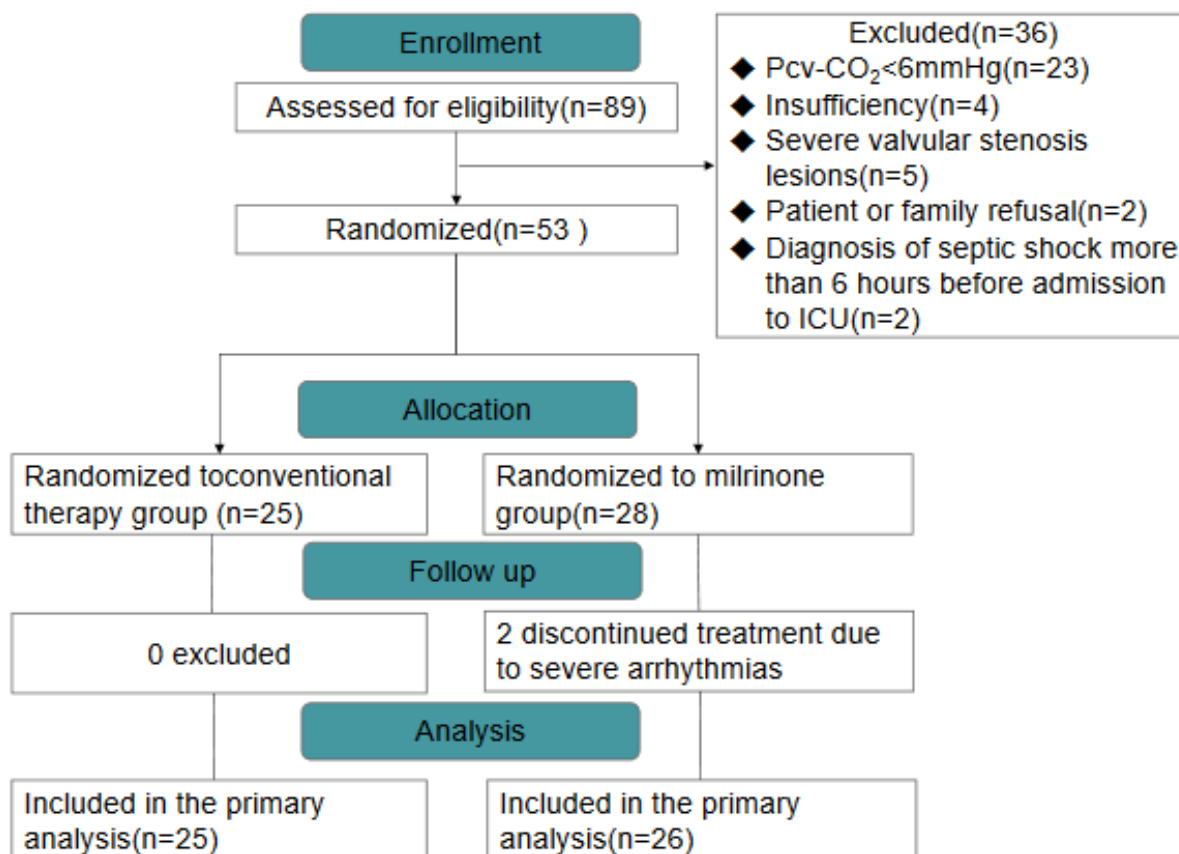 Enrollment
Assessed for eligibility(n=89)
Excluded(n=36)
◆ Pcv-CO₂<6mmHg(n=23)
◆ Insufficiency(n=4)
◆ Severe valvular stenosis
lesions(n=5)
◆ Patient or family refusal(n=2)
◆ Diagnosis of septic shock more
than 6 hours before admission
to ICU(n=2)
Randomized(n=53 )
Allocation
Randomized toconventional
therapy group (n=25)
Randomized to milrinone
group(n=28)
Follow up
0 excluded
2 discontinued treatment due
to severe arrhythmias
Analysis
Included in the primary
analysis(n=25)
Included in the primary
analysis(n=26)